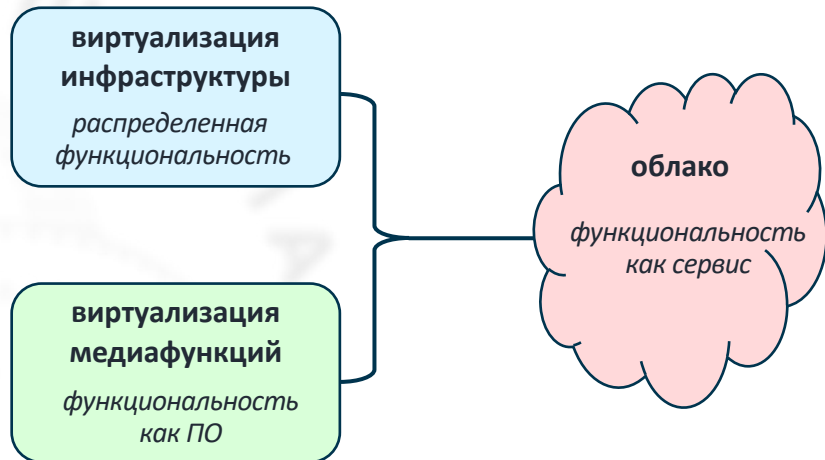 виртуализация
инфраструктуры
распределенная
функциональность
виртуализация
медиафункций
функциональность
как ПО
облако
функциональность
как сервис